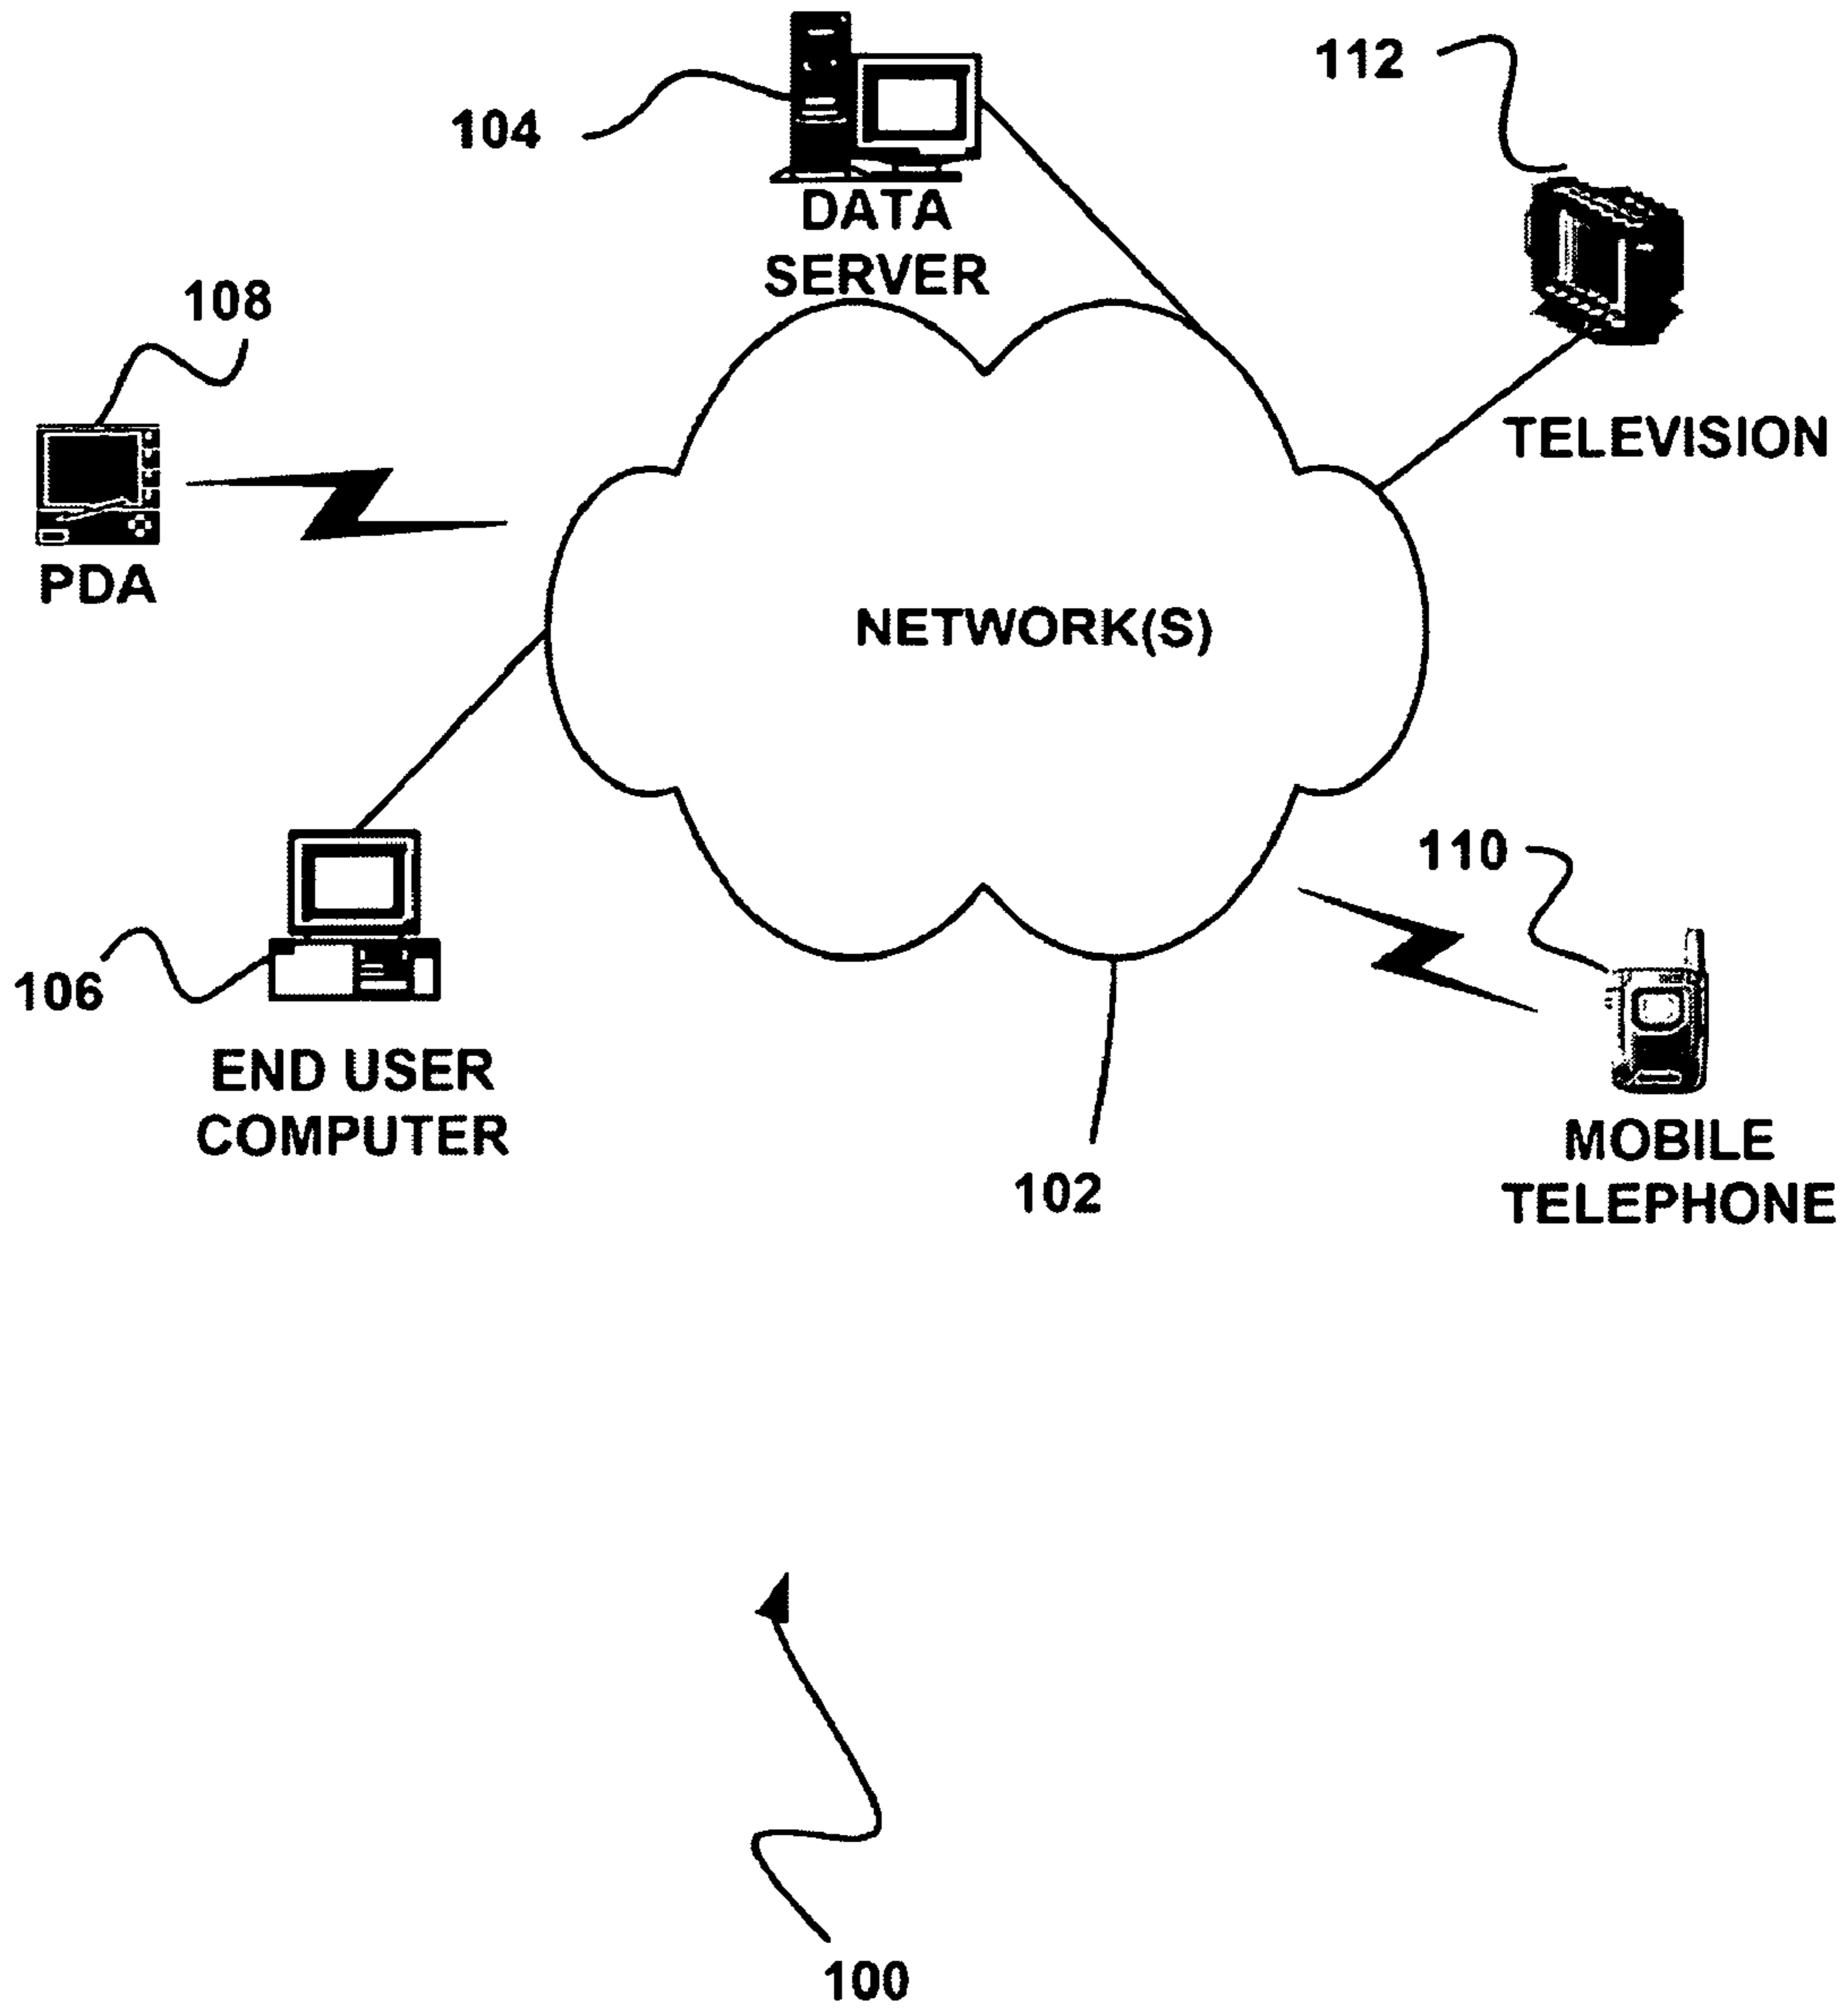 112
104
DATA
SERVER
108
TELEVISION
PDA
NETWORK(S)
110
106
END USER
COMPUTER
MOBILE
TELEPHONE
102
100